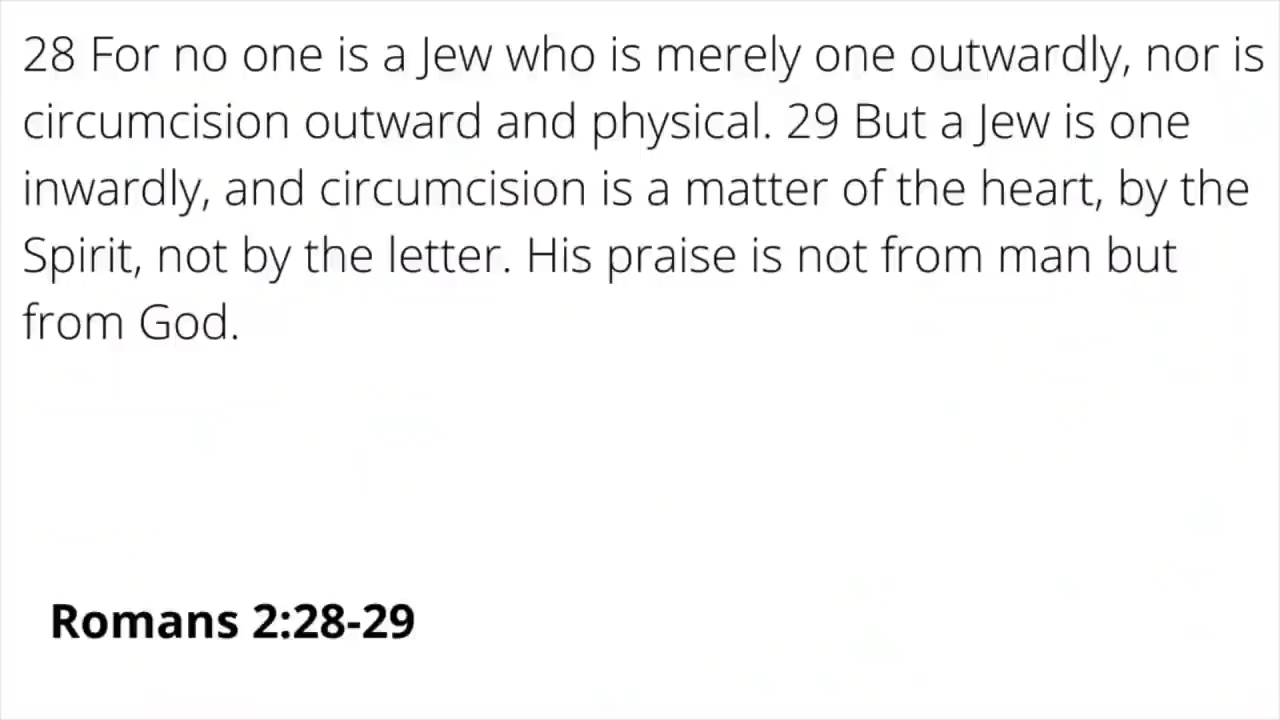 28 For no one is a Jew who is merely one outwardly, nor is
circumcision outward and physical. 29 But a Jew is one
inwardly, and circumcision is a matter of the heart, by the
Spirit, not by the letter. His praise is not from man but
from God.
Romans 2:28-29